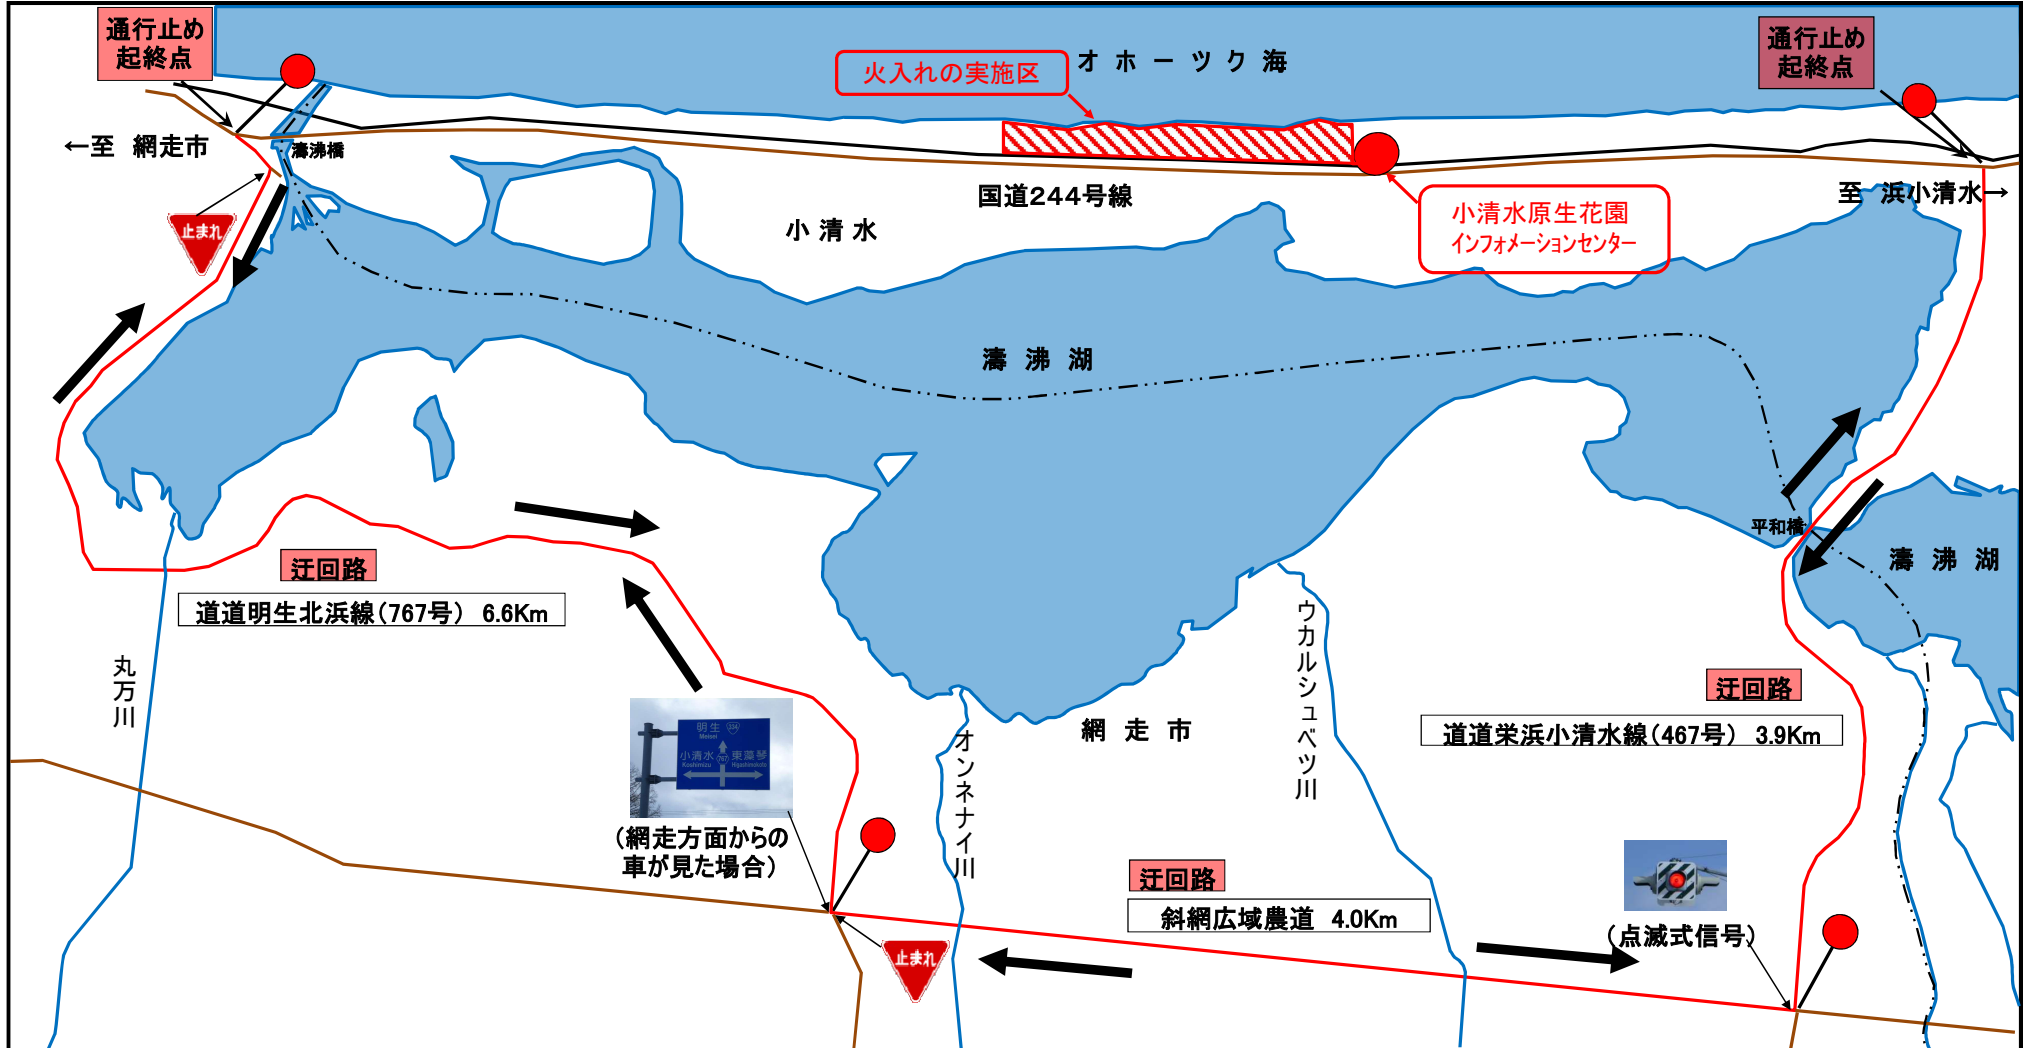 通行止め
起終点
火入れの実施区
オホーツク海
通行止め
起終点
←至 網走市
濤沸橋
国道244号線
小清水
至 浜小清水→
小清水原生花園
インフォメーションセンター
止まれ
濤沸湖
平和橋
濤沸湖
迂回路
道道明生北浜線(767号) 6.6Km
丸万川
ウカルシュベツ川
迂回路
道道栄浜小清水線(467号) 3.9Km
網走市
オンネナイ川
明生 334
Meisei
小清水 767 東藻琴
Koshimizu Higashimokoto
(網走方面からの
車が見た場合)
迂回路
斜網広域農道 4.0Km
(点滅式信号)
止まれ